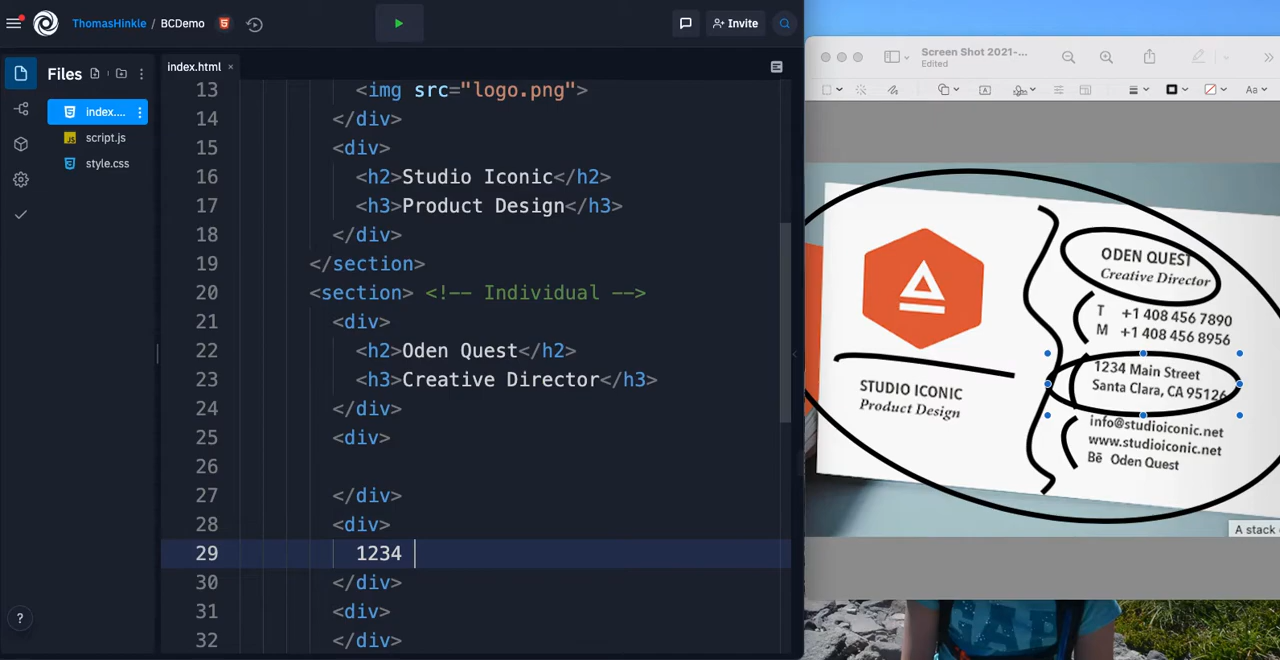 ThomasHinkle / BCDemo
Invite
Files
index....
script.js
style.css
index.html ×
13 <img src="logo.png">
14 </div>
15 <div>
16 <h2>Studio Iconic</h2>
17 <h3>Product Design</h3>
18 </div>
19 </section>
20 <section> <!-- Individual -->
21 <div>
22 <h2>Oden Quest</h2>
23 <h3>Creative Director</h3>
24 </div>
25 <div>
26
27 </div>
28 <div>
29 1234
30 </div>
31 <div>
32 </div>
?
Screen Shot 2021-...
Edited
Aa
STUDIO ICONIC
Product Design
ODEN QUEST
Creative Director
T +1 408 456 7890
M +1 408 456 8956
1234 Main Street
Santa Clara, CA 95126
info@studioiconic.net
www.studioiconic.net
Bē Oden Quest
A stack